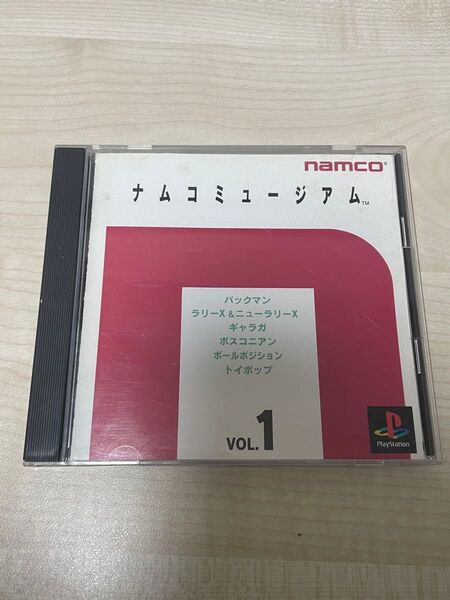 namco®
ナムコミュージアム™
パックマン
ラリーX&ニューラリーX
ギャラガ
ボスコニアン
ポールポジション
トイポップ
VOL.1
PlayStation